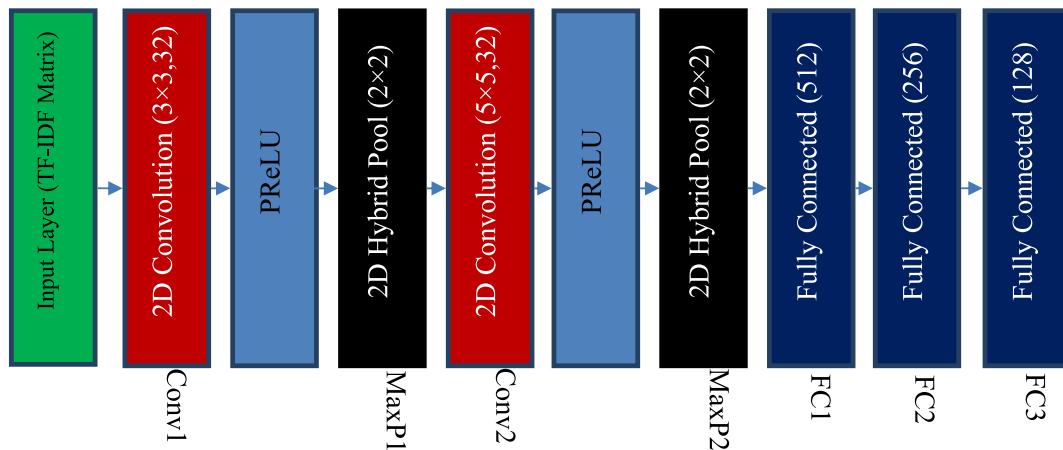 Input Layer (TF-IDF Matrix)
2D Convolution (3×3,32)
Conv1
PReLU
2D Hybrid Pool (2×2)
MaxP1
2D Convolution (5×5,32)
Conv2
PReLU
2D Hybrid Pool (2×2)
MaxP2
Fully Connected (512)
FC1
Fully Connected (256)
FC2
Fully Connected (128)
FC3